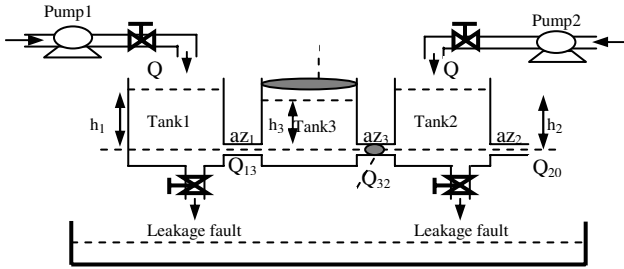 Pump1
Pump2
Q
Q
h1
Tank1
az1
h3
Tank3
az3
Tank2
az2
h2
Q13
Q32
Q20
Leakage fault
Leakage fault